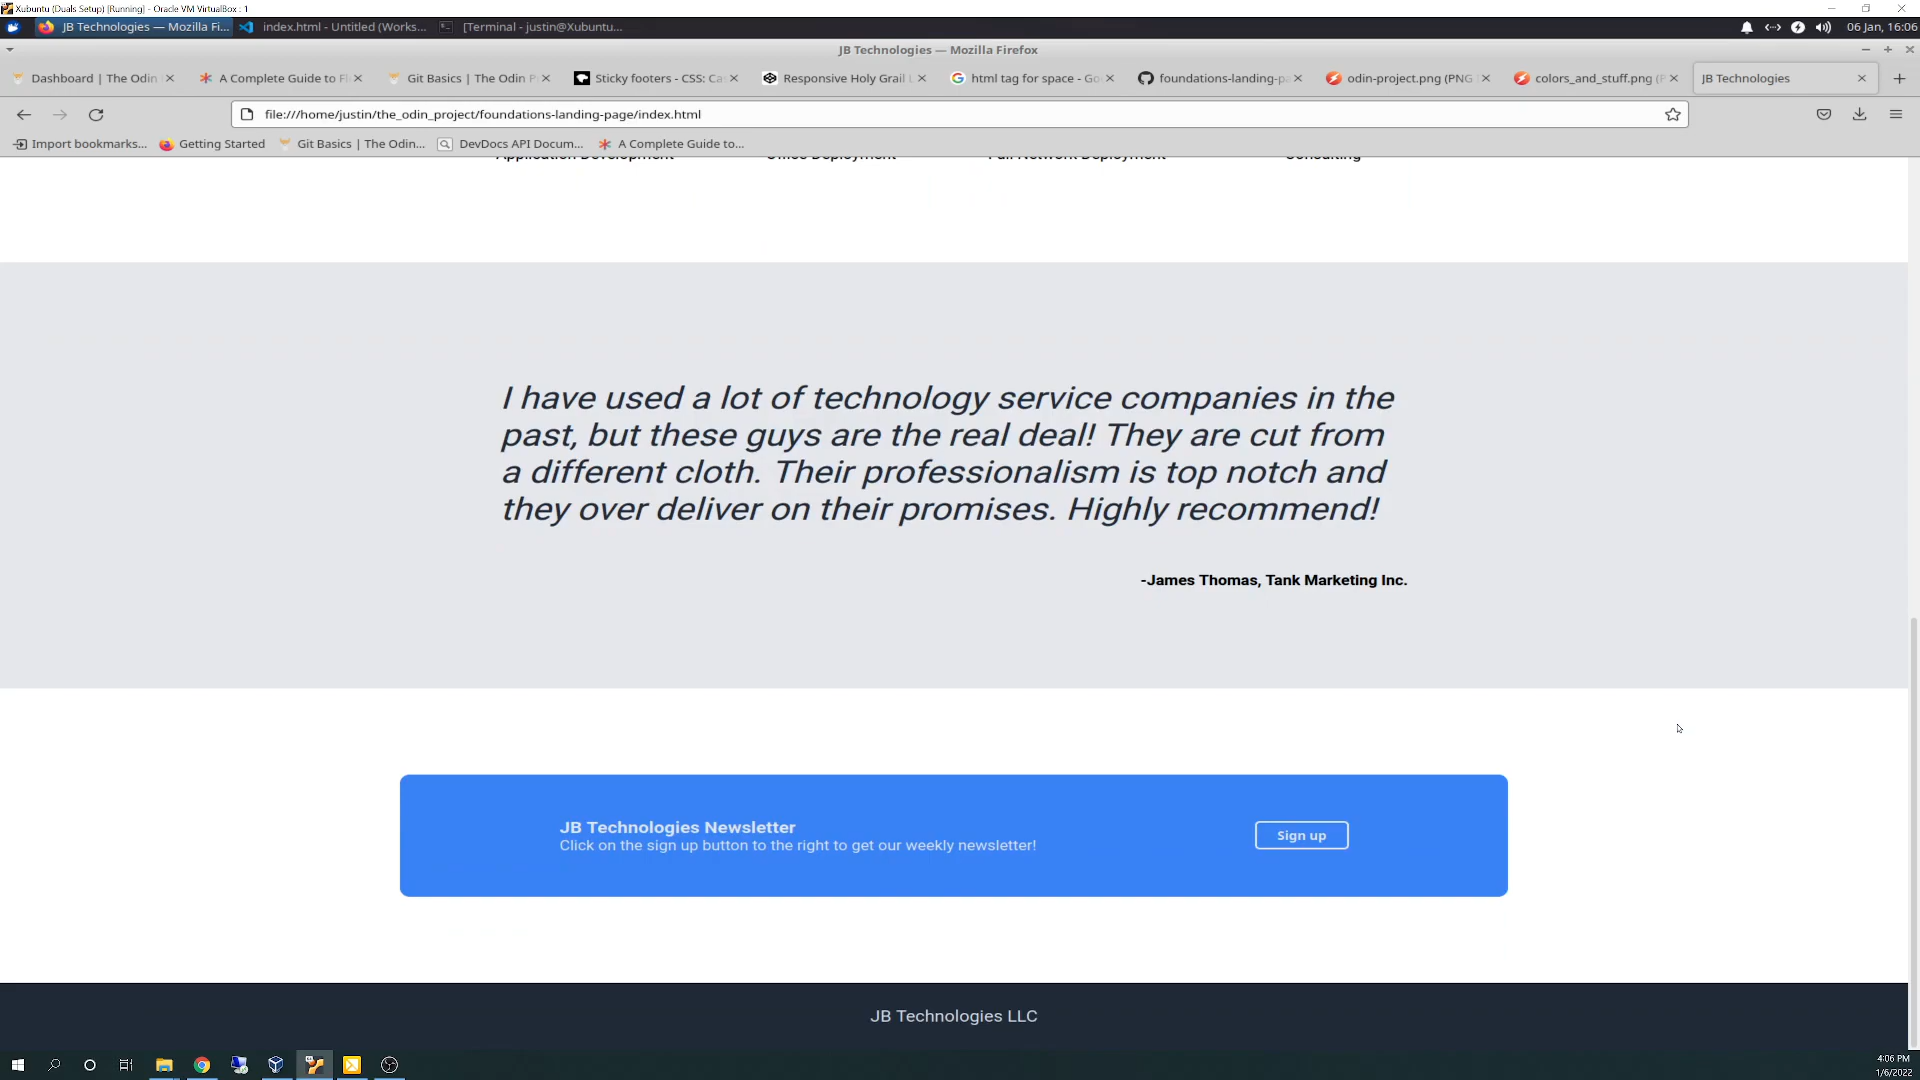 Xubuntu (Duals Setup) [Running] - Oracle VM VirtualBox : 1
JB Technologies — Mozilla Fi...
index.html - Untitled (Works...
[Terminal - justin@Xubuntu...
06 Jan, 16:06
JB Technologies — Mozilla Firefox
Dashboard | The Odin
A Complete Guide to Fl
Git Basics | The Odin P
Sticky footers - CSS: Ca
Responsive Holy Grail L
html tag for space - Go
foundations-landing-pa
odin-project.png (PNG
colors_and_stuff.png (P
JB Technologies
file:///home/justin/the_odin_project/foundations-landing-page/index.html
Import bookmarks...
Getting Started
Git Basics | The Odin...
DevDocs API Docum...
A Complete Guide to...
Application Development
Office Deployment
Full Network Deployment
Consulting
I have used a lot of technology service companies in the
past, but these guys are the real deal! They are cut from
a different cloth. Their professionalism is top notch and
they over deliver on their promises. Highly recommend!
-James Thomas, Tank Marketing Inc.
JB Technologies Newsletter
Click on the sign up button to the right to get our weekly newsletter!
Sign up
JB Technologies LLC
4:06 PM
1/6/2022